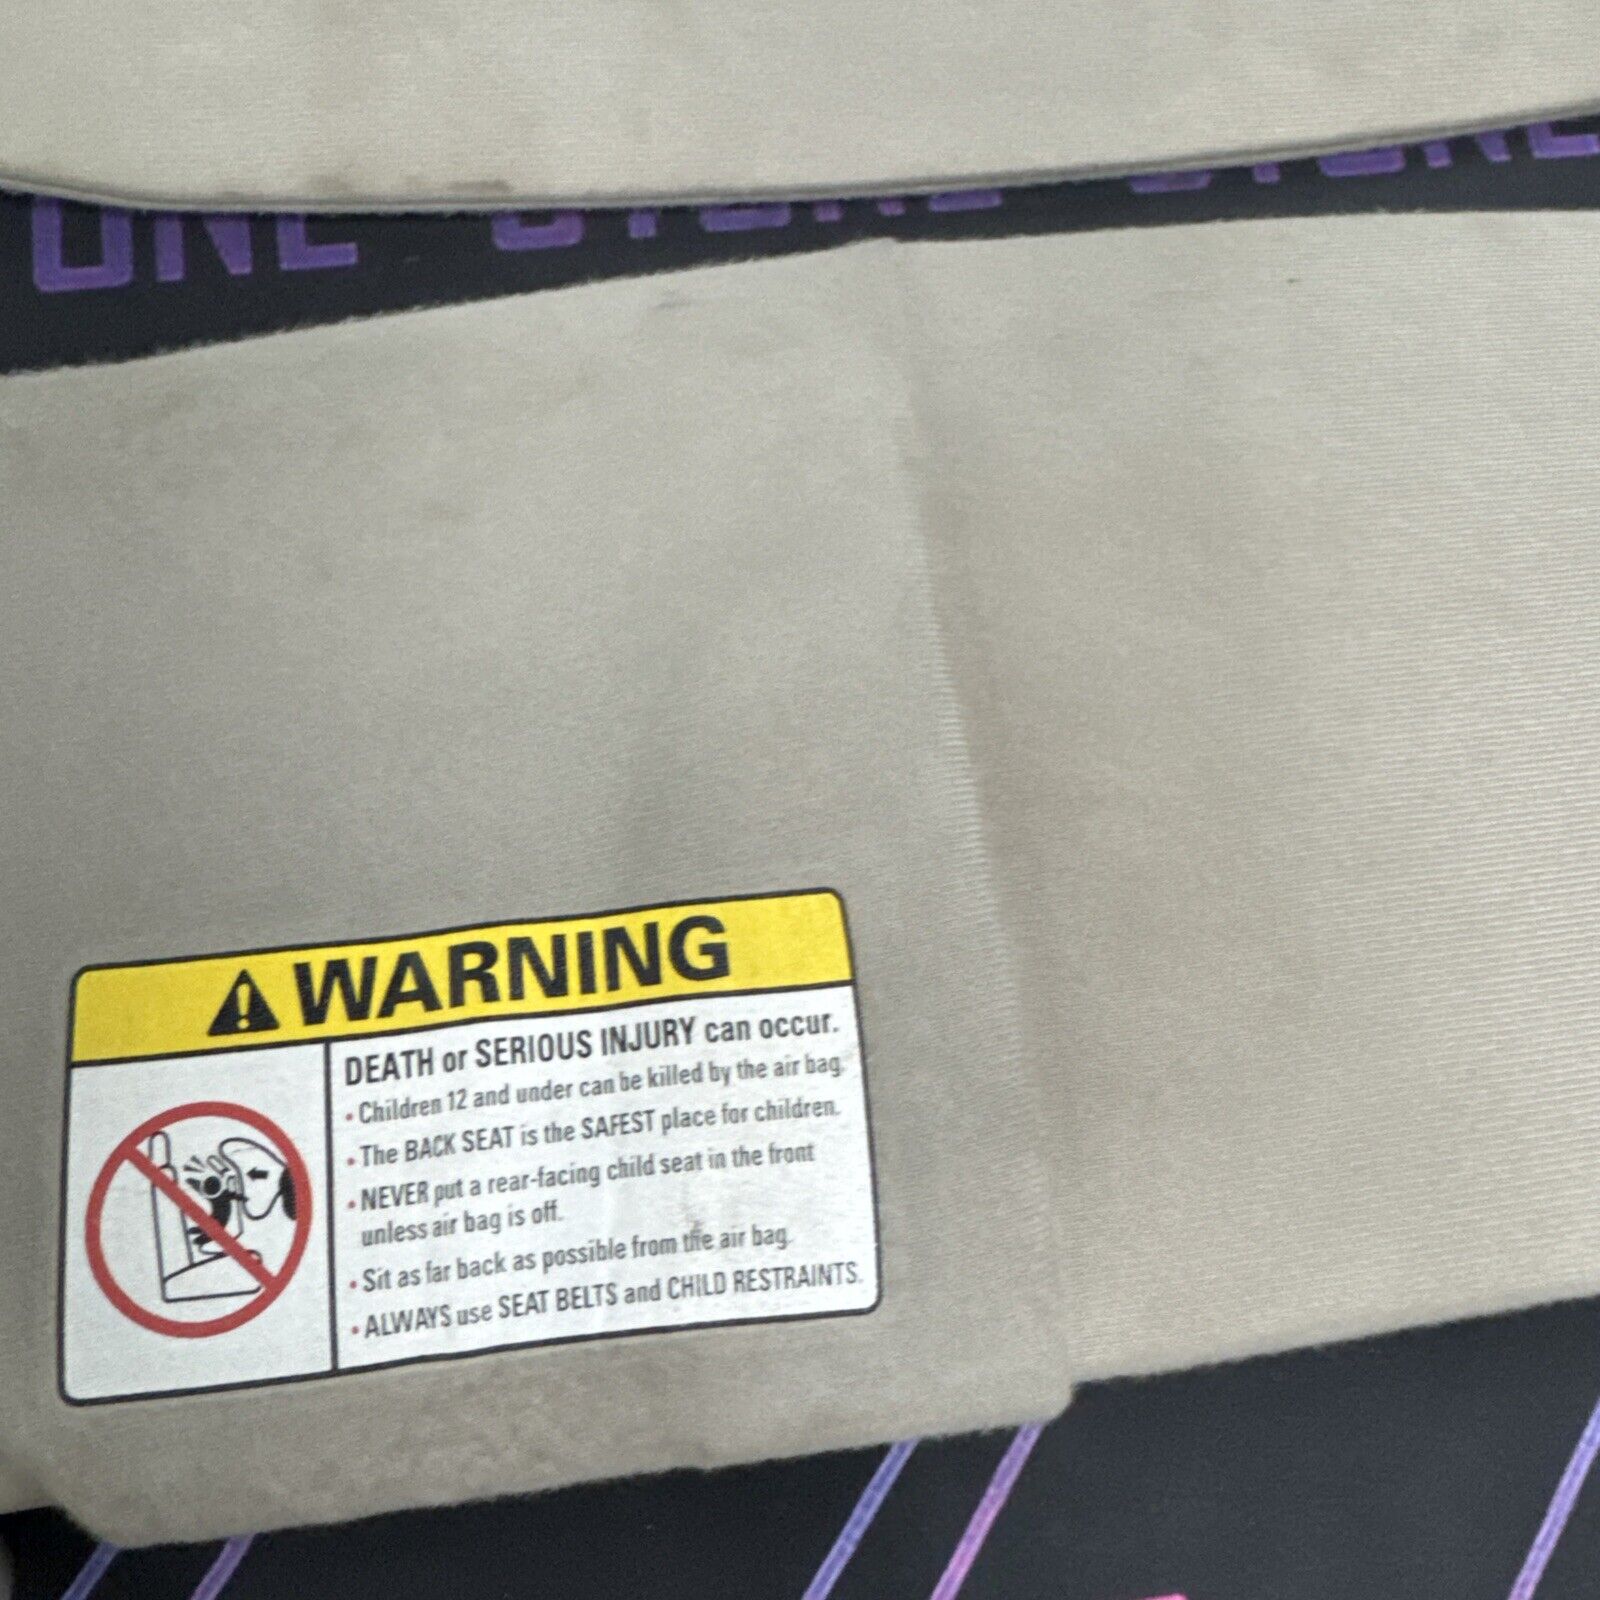 WARNING
DEATH or SERIOUS INJURY can occur.
• Children 12 and under can be killed by the air bag.
• The BACK SEAT is the SAFEST place for children.
• NEVER put a rear-facing child seat in the front
unless air bag is off.
• Sit as far back as possible from the air bag.
• ALWAYS use SEAT BELTS and CHILD RESTRAINTS.